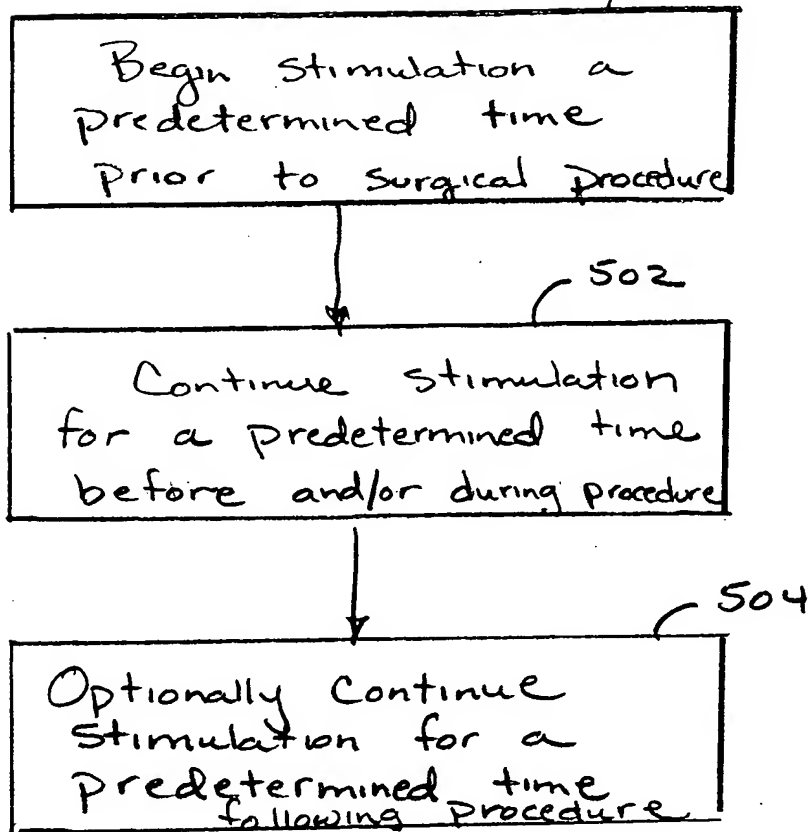 Begin stimulation a
predetermined time
prior to surgical procedure
502
Continue stimulation
for a predetermined time
before and/or during procedure
504
Optionally continue
stimulation for a
predetermined time
following procedure